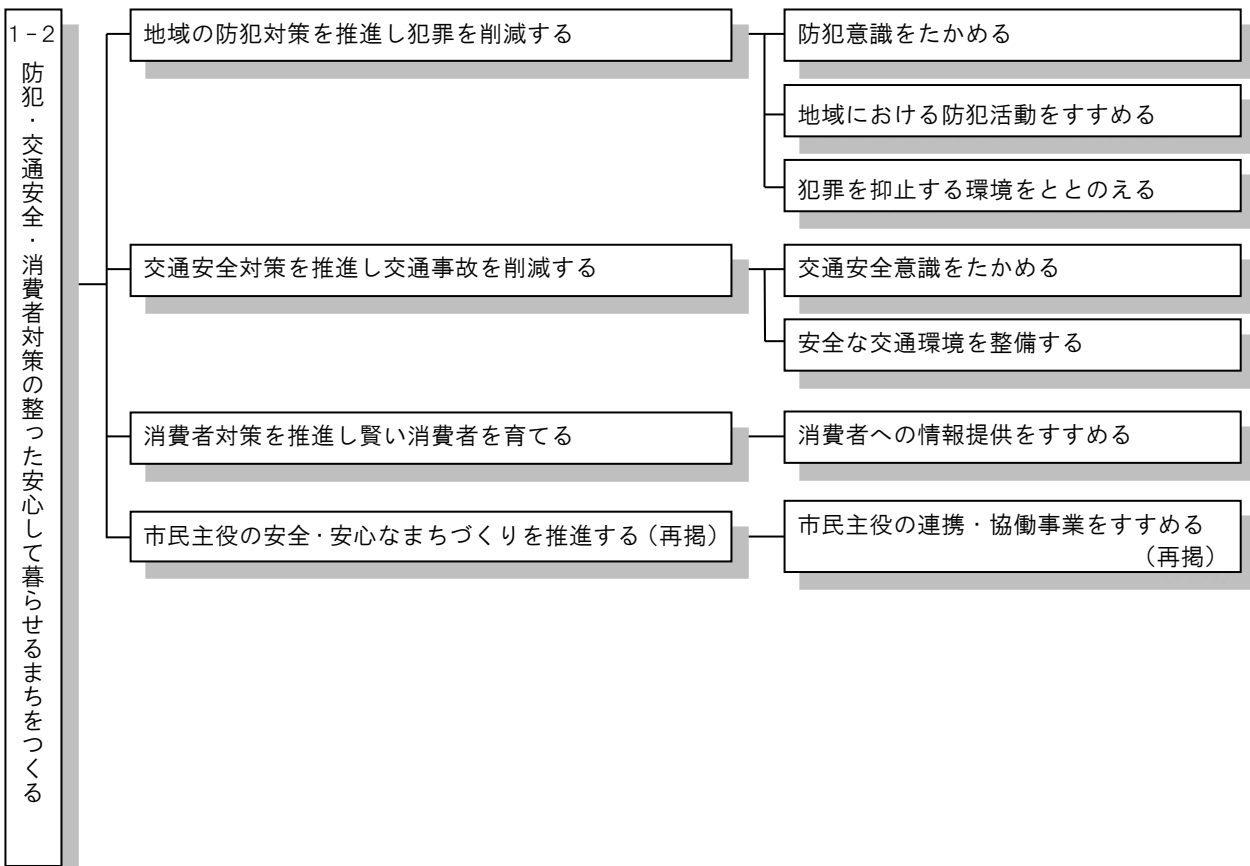 1-2
防犯・交通安全・消費者対策の整った安心して暮らせるまちをつくる
地域の防犯対策を推進し犯罪を削減する
防犯意識をたかめる
地域における防犯活動をすすめる
犯罪を抑止する環境をととのえる
交通安全対策を推進し交通事故を削減する
交通安全意識をたかめる
安全な交通環境を整備する
消費者対策を推進し賢い消費者を育てる
消費者への情報提供をすすめる
市民主役の安全・安心なまちづくりを推進する（再掲）
市民主役の連携・協働事業をすすめる
（再掲）